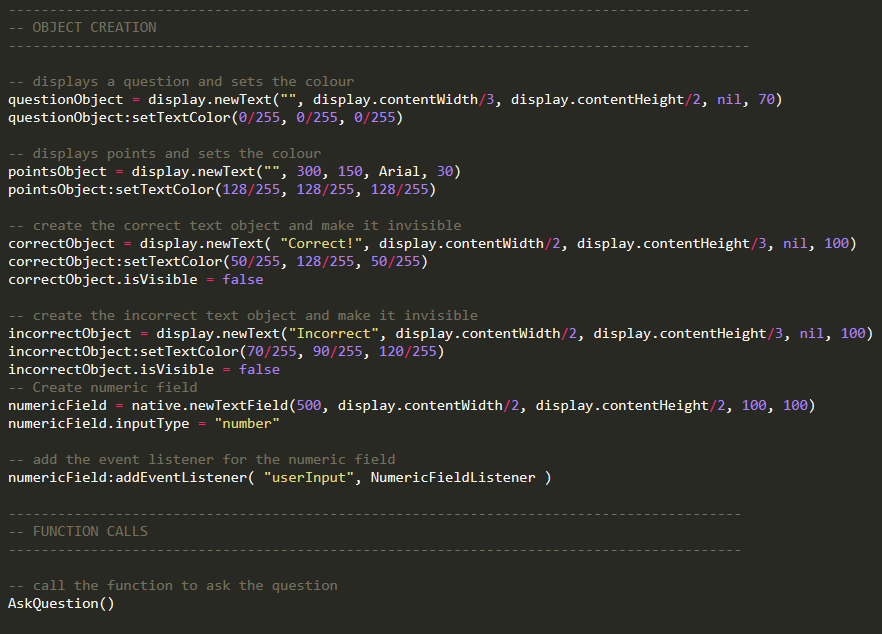 ------------------------------------------------------------------------------------------
-- OBJECT CREATION
------------------------------------------------------------------------------------------
-- displays a question and sets the colour
questionObject = display.newText("", display.contentWidth/3, display.contentHeight/2, nil, 70)
questionObject:setTextColor(0/255, 0/255, 0/255)
-- displays points and sets the colour
pointsObject = display.newText("", 300, 150, Arial, 30)
pointsObject:setTextColor(128/255, 128/255, 128/255)
-- create the correct text object and make it invisible
correctObject = display.newText( "Correct!", display.contentWidth/2, display.contentHeight/3, nil, 100)
correctObject:setTextColor(50/255, 128/255, 50/255)
correctObject.isVisible = false
-- create the incorrect text object and make it invisible
incorrectObject = display.newText("Incorrect", display.contentWidth/2, display.contentHeight/3, nil, 100)
incorrectObject:setTextColor(70/255, 90/255, 120/255)
incorrectObject.isVisible = false
-- Create numeric field
numericField = native.newTextField(500, display.contentWidth/2, display.contentHeight/2, 100, 100)
numericField.inputType = "number"
-- add the event listener for the numeric field
numericField:addEventListener( "userInput", NumericFieldListener )
-----------------------------------------------------------------------------------------
-- FUNCTION CALLS
-----------------------------------------------------------------------------------------
-- call the function to ask the question
AskQuestion()